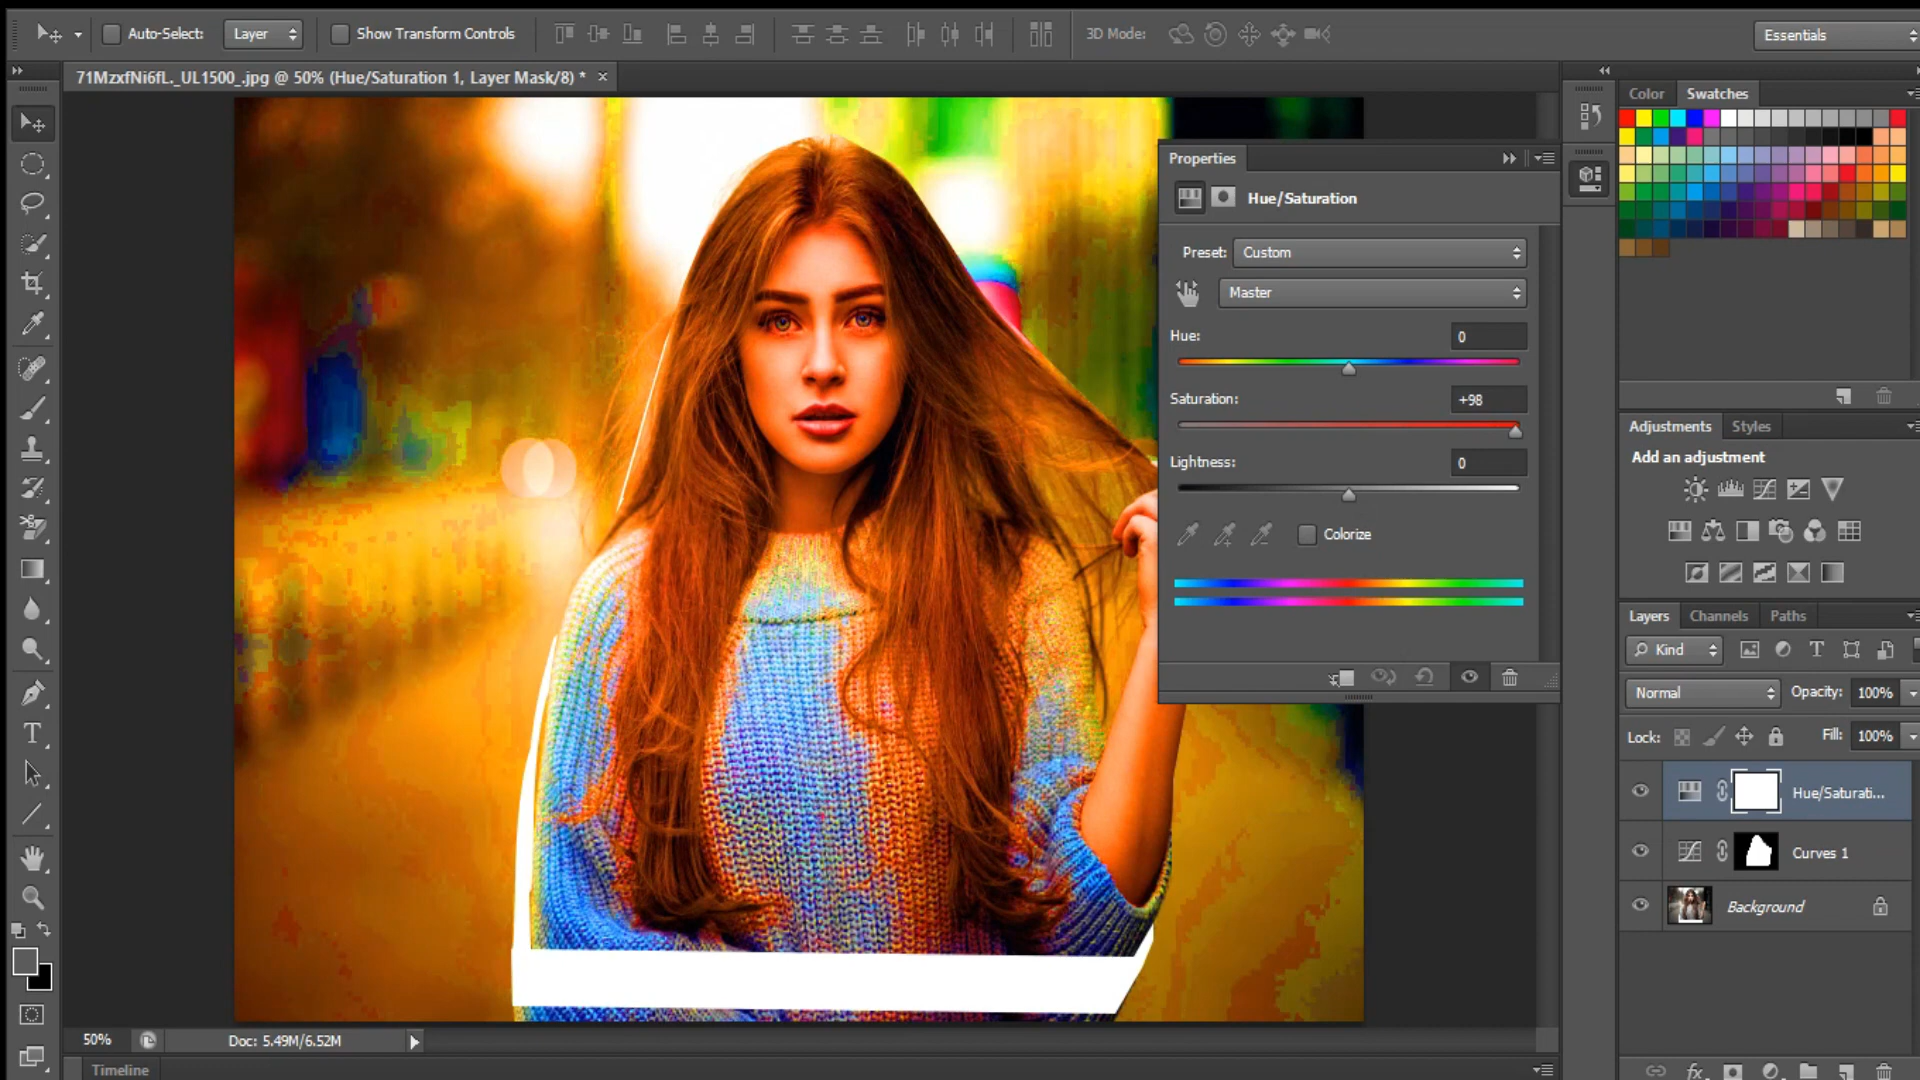 Auto-Select: Layer Show Transform Controls 3D Mode: Essentials
71MzxfNi6fL._UL1500_.jpg @ 50% (Hue/Saturation 1, Layer Mask/8) * ×
Color Swatches
Properties
Hue/Saturation
Preset: Custom
Master
Hue: 0
Saturation: +98
Lightness: 0
Colorize
Adjustments Styles
Add an adjustment
Layers Channels Paths
Kind
Normal Opacity: 100%
Lock: Fill: 100%
Hue/Saturati...
Curves 1
Background
50% Doc: 5.49M/6.52M
Timeline